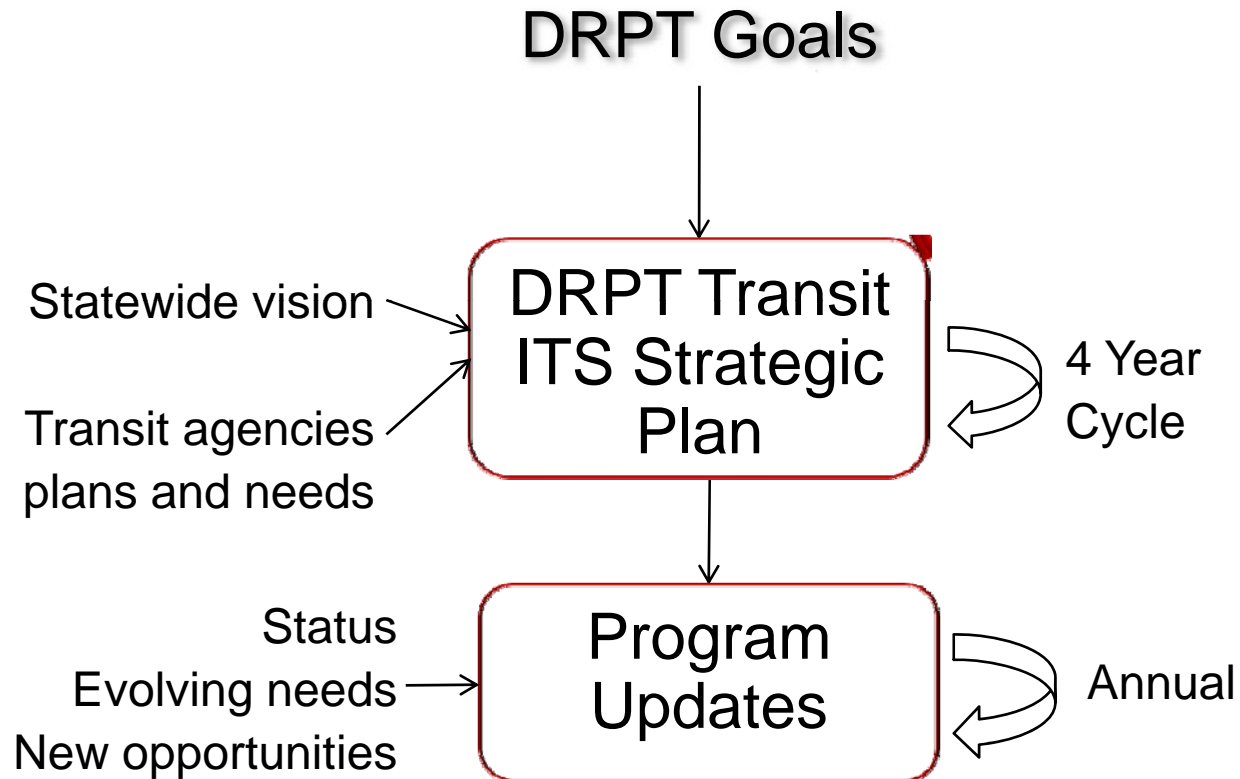 DRPT Goals
Statewide vision
Transit agencies
plans and needs
DRPT Transit
ITS Strategic
Plan
4 Year
Cycle
Status
Evolving needs
New opportunities
Program
Updates
Annual